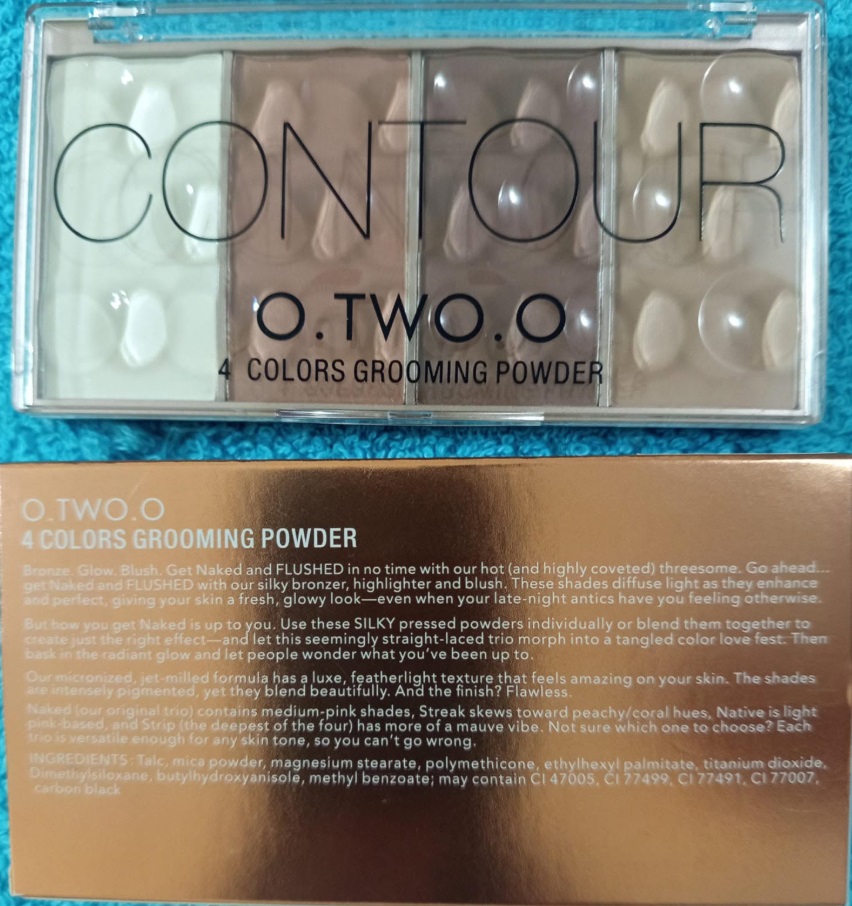 CONTOUR
O.TWO.O
4 COLORS GROOMING POWDER
O.TWO.O
4 COLORS GROOMING POWDER
Bronze. Glow. Blush. Get Naked and FLUSHED in no time with our hot (and highly coveted) threesome. Go ahead...
get Naked and FLUSHED with our silky bronzer, highlighter and blush. These shades diffuse light as they enhance
and perfect, giving your skin a fresh, glowy look—even when your late-night antics have you feeling otherwise.
But how you get Naked is up to you. Use these SILKY pressed powders individually or blend them together to
create just the right effect—and let this seemingly straight-laced trio morph into a tangled color love fest. Then
bask in the radiant glow and let people wonder what you've been up to.
Our micronized, jet-milled formula has a luxe, featherlight texture that feels amazing on your skin. The shades
are intensely pigmented, yet they blend beautifully. And the finish? Flawless.
Naked (our original trio) contains medium-pink shades, Streak skews toward peachy/coral hues, Native is light
pink-based, and Strip (the deepest of the four) has more of a mauve vibe. Not sure which one to choose? Each
trio is versatile enough for any skin tone, so you can't go wrong.
INGREDIENTS: Talc, mica powder, magnesium stearate, polymethicone, ethylhexyl palmitate, titanium dioxide,
Dimethylsiloxane, butylhydroxyanisole, methyl benzoate; may contain CI 47005, CI 77499, CI 77491, CI 77007,
carbon black